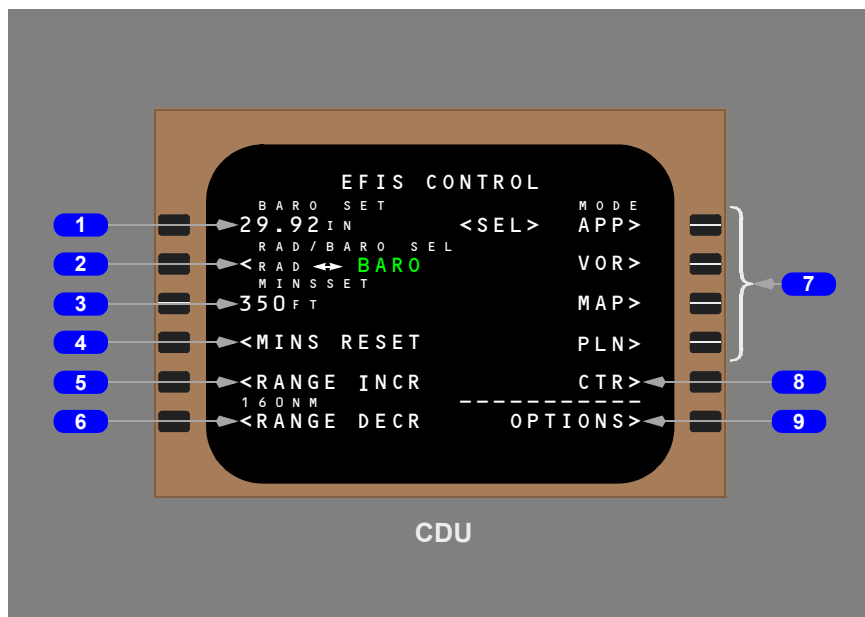 EFIS CONTROL
BARO SET MODE
1 29.92IN <SEL> APP>
RAD/BARO SEL
2 <RAD ↔ BARO VOR>
MINSSET 7
3 350FT MAP>
4 <MINS RESET PLN>
5 <RANGE INCR CTR> 8
160NM -----------
6 <RANGE DECR OPTIONS> 9
CDU